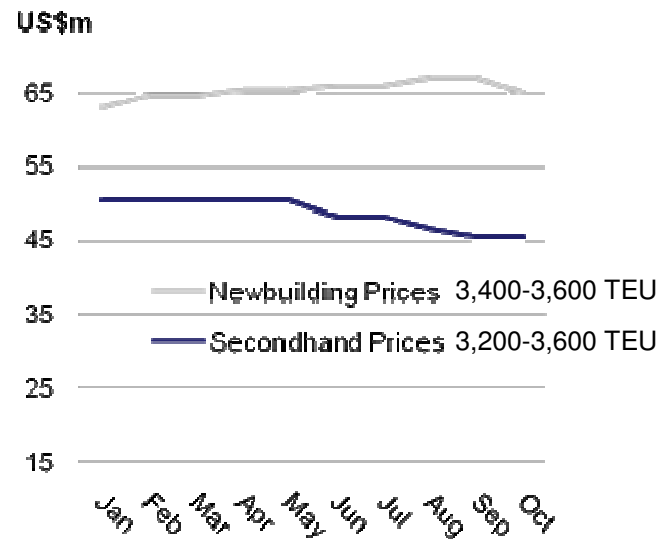 US$m
65
55
45
Newbuilding Prices 3,400-3,600 TEU
35
Secondhand Prices 3,200-3,600 TEU
25
15
Jan Feb Mar Apr May Jun Jul Aug Sep Oct